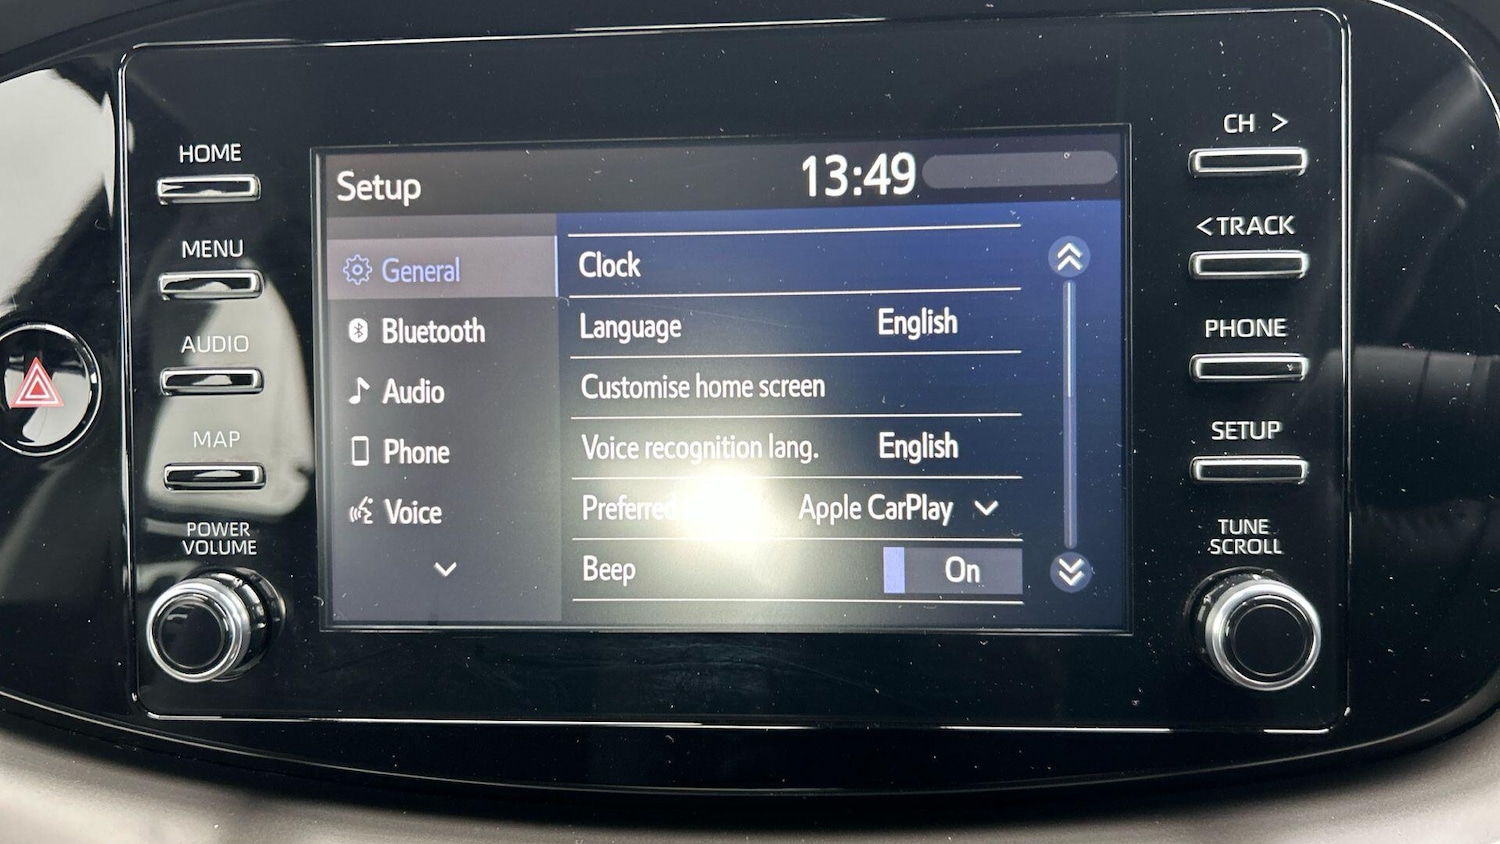 HOME
MENU
AUDIO
MAP
POWER
VOLUME
Setup
13:49
General
Bluetooth
Audio
Phone
Voice
Clock
Language English
Customise home screen
Voice recognition lang. English
Preferred Apple CarPlay
Beep On
CH >
< TRACK
PHONE
SETUP
TUNE
SCROLL